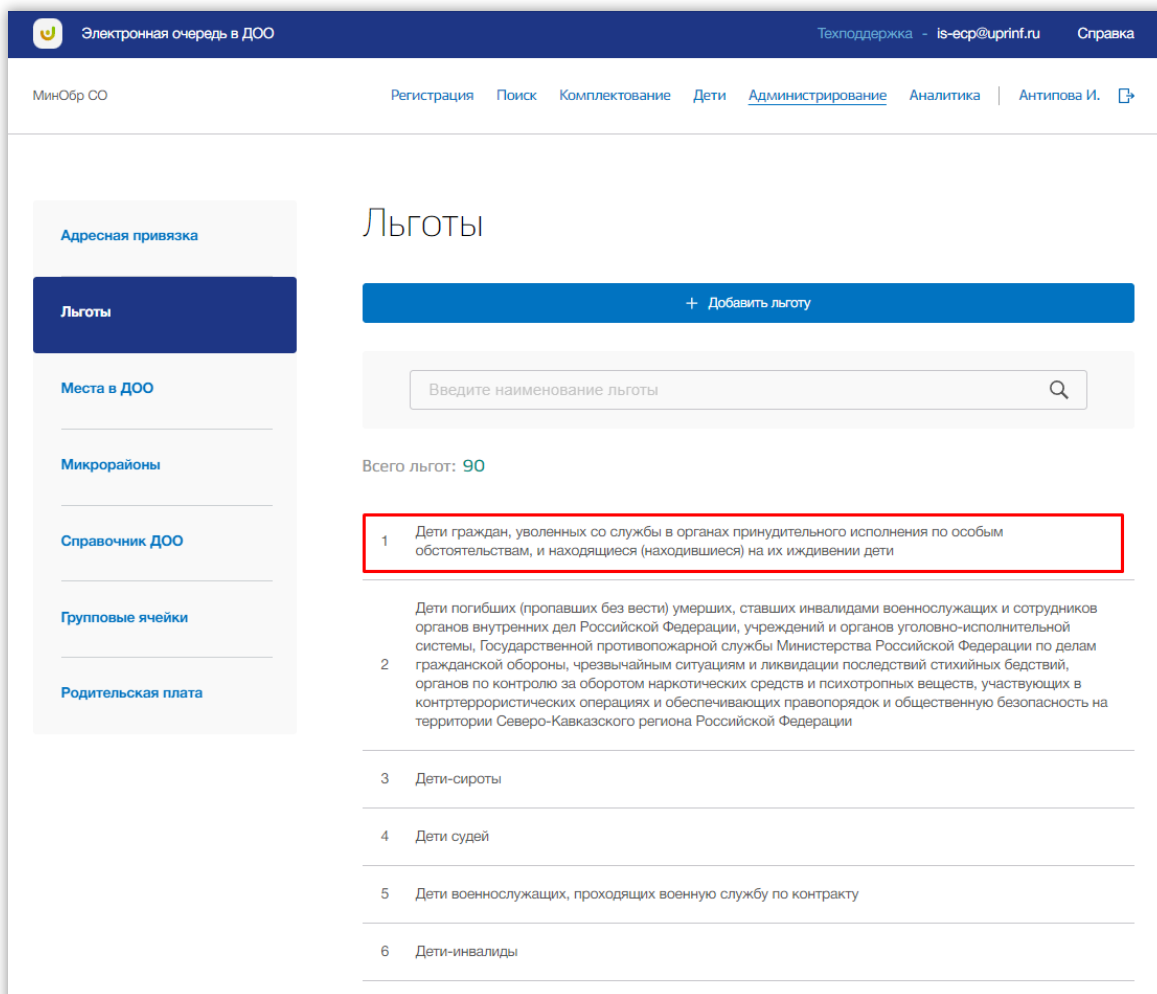 Электронная очередь в ДОО
Техподдержка - is-ecp@uprinf.ru Справка
МинОбр СО
Регистрация Поиск Комплектование Дети Администрирование Аналитика Антипова И.
Адресная привязка
Льготы
Места в ДОО
Микрорайоны
Справочник ДОО
Групповые ячейки
Родительская плата
Льготы
+ Добавить льготу
Введите наименование льготы
Всего льгот: 90
1 Дети граждан, уволенных со службы в органах принудительного исполнения по особым
обстоятельствам, и находящиеся (находившиеся) на их иждивении дети
Дети погибших (пропавших без вести) умерших, ставших инвалидами военнослужащих и сотрудников
органов внутренних дел Российской Федерации, учреждений и органов уголовно-исполнительной
системы, Государственной противопожарной службы Министерства Российской Федерации по делам
2 гражданской обороны, чрезвычайным ситуациям и ликвидации последствий стихийных бедствий,
органов по контролю за оборотом наркотических средств и психотропных веществ, участвующих в
контртеррористических операциях и обеспечивающих правопорядок и общественную безопасность на
территории Северо-Кавказского региона Российской Федерации
3 Дети-сироты
4 Дети судей
5 Дети военнослужащих, проходящих военную службу по контракту
6 Дети-инвалиды